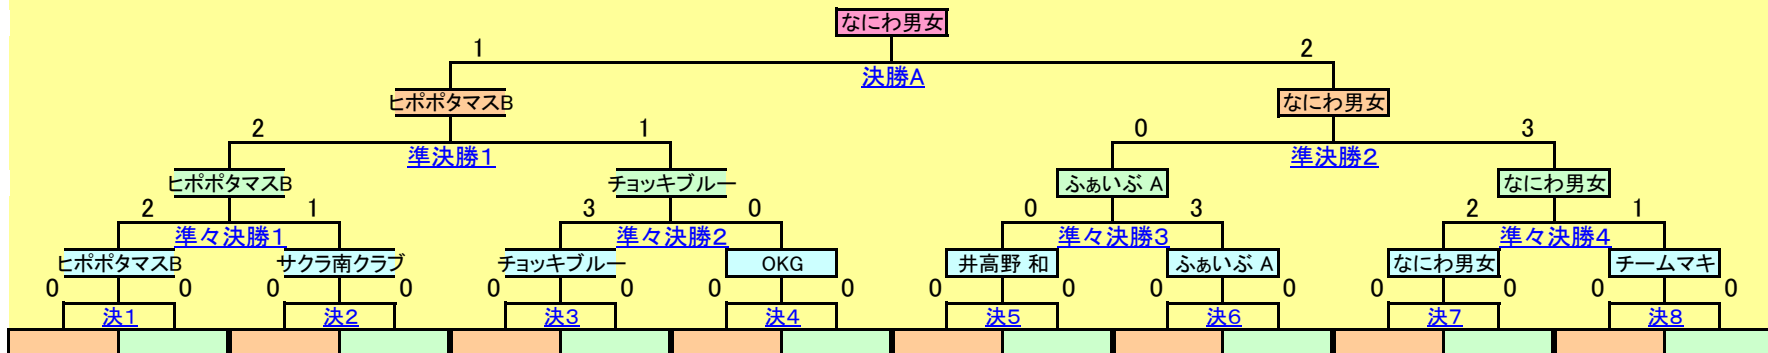 なにわ男女
1 2
決勝A
ヒポポタマスB なにわ男女
2 1 0 3
準決勝1 準決勝2
ヒポポタマスB チョッキブルー ふぁいぶ A なにわ男女
2 1 3 0 0 3 2 1
準々決勝1 準々決勝2 準々決勝3 準々決勝4
ヒポポタマスB サクラ南クラブ チョッキブルー OKG 井高野 和 ふぁいぶ A なにわ男女 チームマキ
0 0 0 0 0 0 0 0 0 0 0 0 0 0 0 0
決1 決2 決3 決4 決5 決6 決7 決8